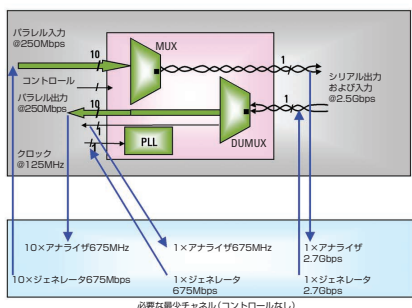 パラレル入力
@250Mbps
10
MUX
1
コントロール
シリアル出力
および入力
@2.5Gbps
パラレル出力
@250Mbps
10
1
1
PLL
DUMUX
クロック
@125MHz
1
10×アナライザ675MHz
1×アナライザ675MHz
1×アナライザ
2.7Gbps
10×ジェネレータ675Mbps
1×ジェネレータ
675Mbps
1×ジェネレータ
2.7Gbps
必要な最少チャネル(コントロールなし)